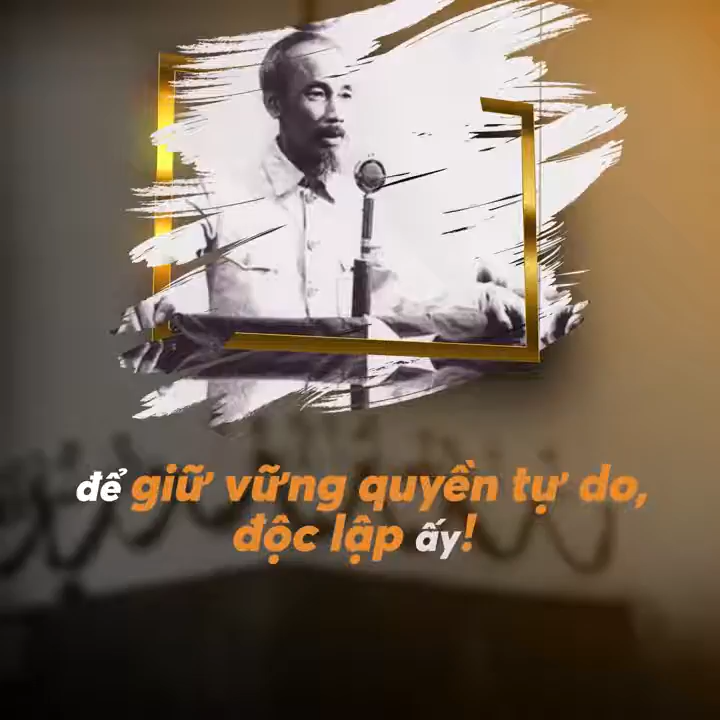 để giữ vững quyền tự do,
độc lập ấy!